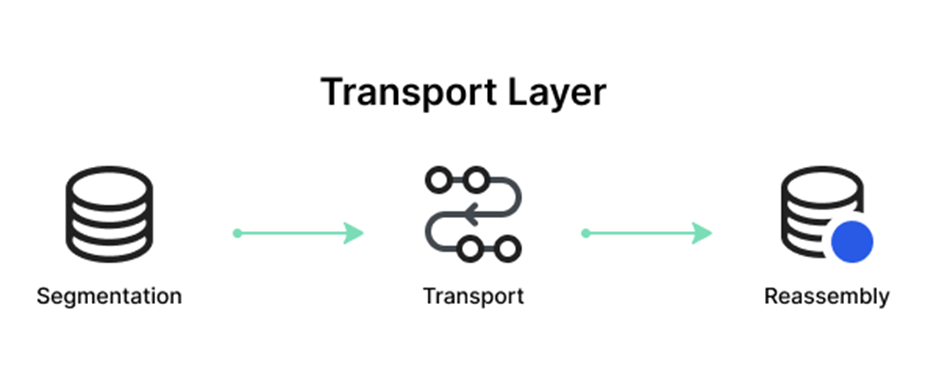 Transport Layer
Segmentation
Transport
Reassembly